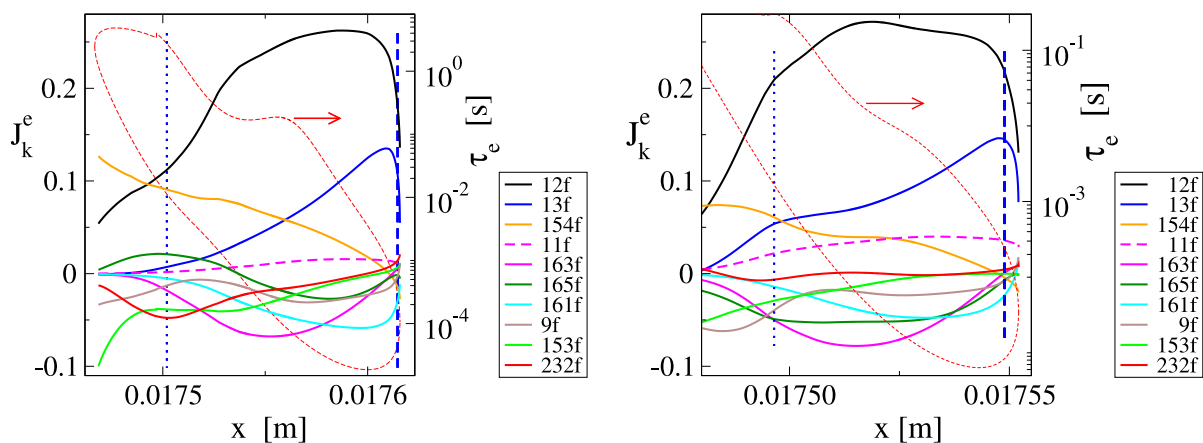 0.2
0.1
0
-0.1
J_k^e
10^0
10^-2
10^-4
τ_e [s]
0.0175
0.0176
x [m]
12f
13f
154f
11f
163f
165f
161f
9f
153f
232f
0.2
0.1
0
-0.1
J_k^e
10^-1
10^-3
τ_e [s]
0.01750
0.01755
x [m]
12f
13f
154f
11f
163f
165f
161f
9f
153f
232f